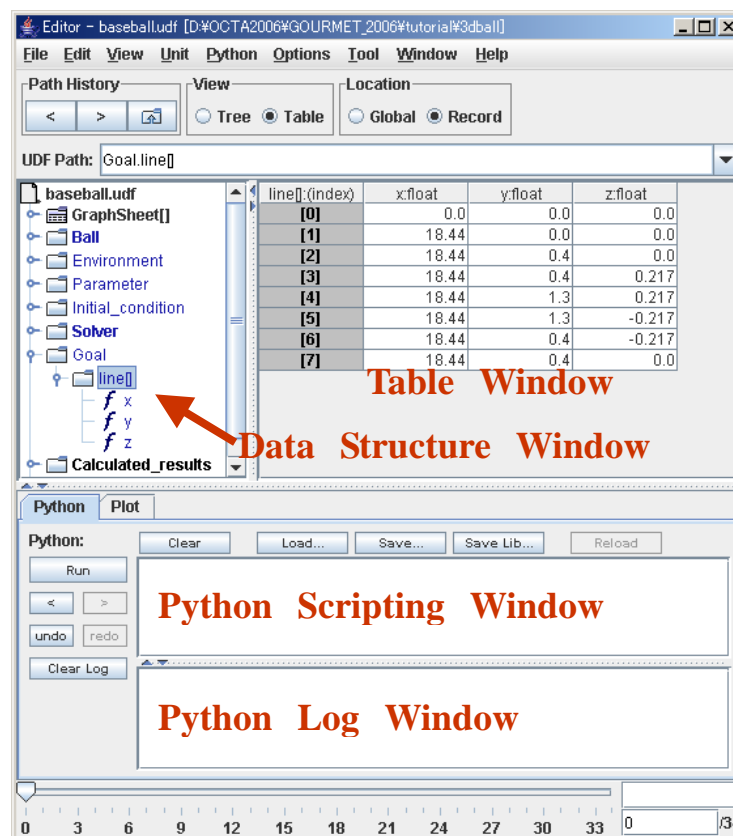 Editor - baseball.udf [D:¥OCTA2006¥GOURMET_2006¥tutorial¥3dball]
File Edit View Unit Python Options Tool Window Help
Path History View Location
< > Tree Table Global Record
UDF Path: Goal.line[]
baseball.udf
GraphSheet[]
Ball
Environment
Parameter
Initial_condition
Solver
Goal
line[]
x
y
z
Calculated_results
line[]:(index) x:float y:float z:float
[0] 0.0 0.0 0.0
[1] 18.44 0.0 0.0
[2] 18.44 0.4 0.0
[3] 18.44 0.4 0.217
[4] 18.44 1.3 0.217
[5] 18.44 1.3 -0.217
[6] 18.44 0.4 -0.217
[7] 18.44 0.4 0.0
Table Window
Data Structure Window
Python Plot
Python: Clear Load... Save... Save Lib... Reload
Run
< >
undo redo
Clear Log
Python Scripting Window
Python Log Window
0 3 6 9 12 15 18 21 24 27 30 33
0 /3